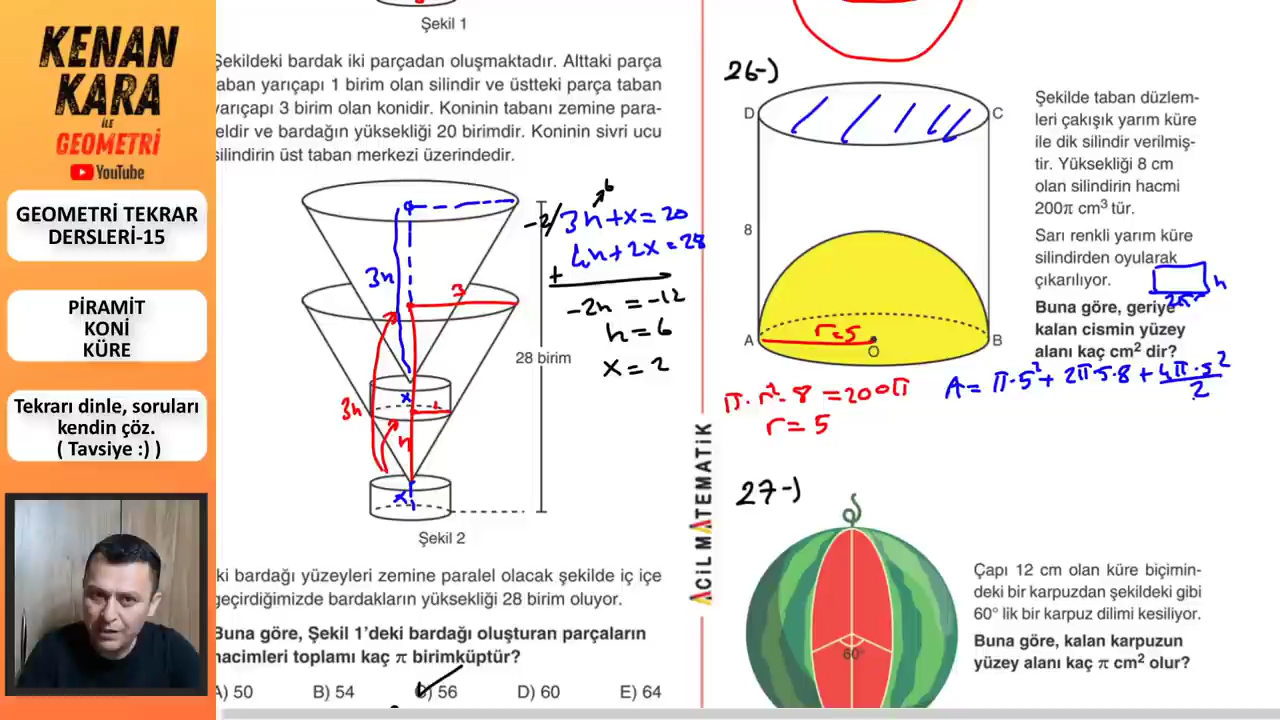 KENAN
KARA
İLE
GEOMETRİ
YouTube
GEOMETRİ TEKRAR
DERSLERİ-15
PİRAMİT
KONİ
KÜRE
Tekrarı dinle, soruları
kendin çöz.
( Tavsiye :) )
Şekil 1
Şekildeki bardak iki parçadan oluşmaktadır. Alttaki parça
taban yarıçapı 1 birim olan silindir ve üstteki parça taban
yarıçapı 3 birim olan konidir. Koninin tabanı zemine para-
eldir ve bardağın yüksekliği 20 birimdir. Koninin sivri ucu
silindirin üst taban merkezi üzerindedir.
3h
3
x
1
3h
h
x
28 birim
Şekil 2
6
-2/ 3h+x=20
4h+2x=28
+
-2h=-12
h=6
x=2
ki bardağı yüzeyleri zemine paralel olacak şekilde iç içe
geçirdiğimizde bardakların yüksekliği 28 birim oluyor.
Buna göre, Şekil 1'deki bardağı oluşturan parçaların
hacimleri toplamı kaç π birimküptür?
A) 50 B) 54 C) 56 D) 60 E) 64
ACİL MATEMATİK
26-)
D
C
8
A
B
O
r=5
Şekilde taban düzlem-
leri çakışık yarım küre
ile dik silindir verilmiş-
tir. Yüksekliği 8 cm
olan silindirin hacmi
200π cm³ tür.
Sarı renkli yarım küre
silindirden oyularak
çıkarılıyor.
h
2πr
Buna göre, geriye
kalan cismin yüzey
alanı kaç cm² dir?
π·r²·8=200π
r=5
A=π·5²+2π·5·8+4π·5²/2
27-)
60°
Çapı 12 cm olan küre biçimin-
deki bir karpuzdan şekildeki gibi
60° lik bir karpuz dilimi kesiliyor.
Buna göre, kalan karpuzun
yüzey alanı kaç π cm² olur?